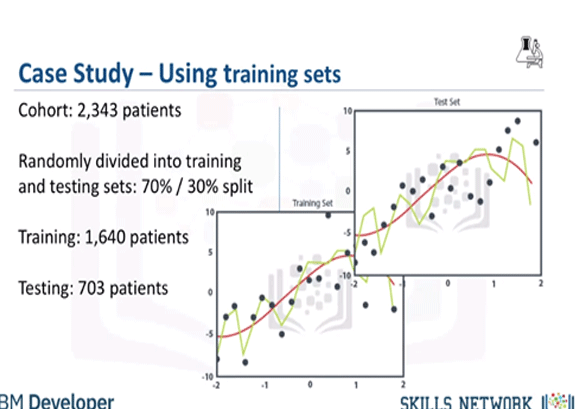 Case Study – Using training sets
Cohort: 2,343 patients
Randomly divided into training
and testing sets: 70% / 30% split
Training: 1,640 patients
Testing: 703 patients
Test Set
10
5
0
-5
-10
-2
-1
0
1
2
Training Set
10
5
0
-5
-10
-2
-1
0
1
2
BM Developer
SKILLS NETWORK